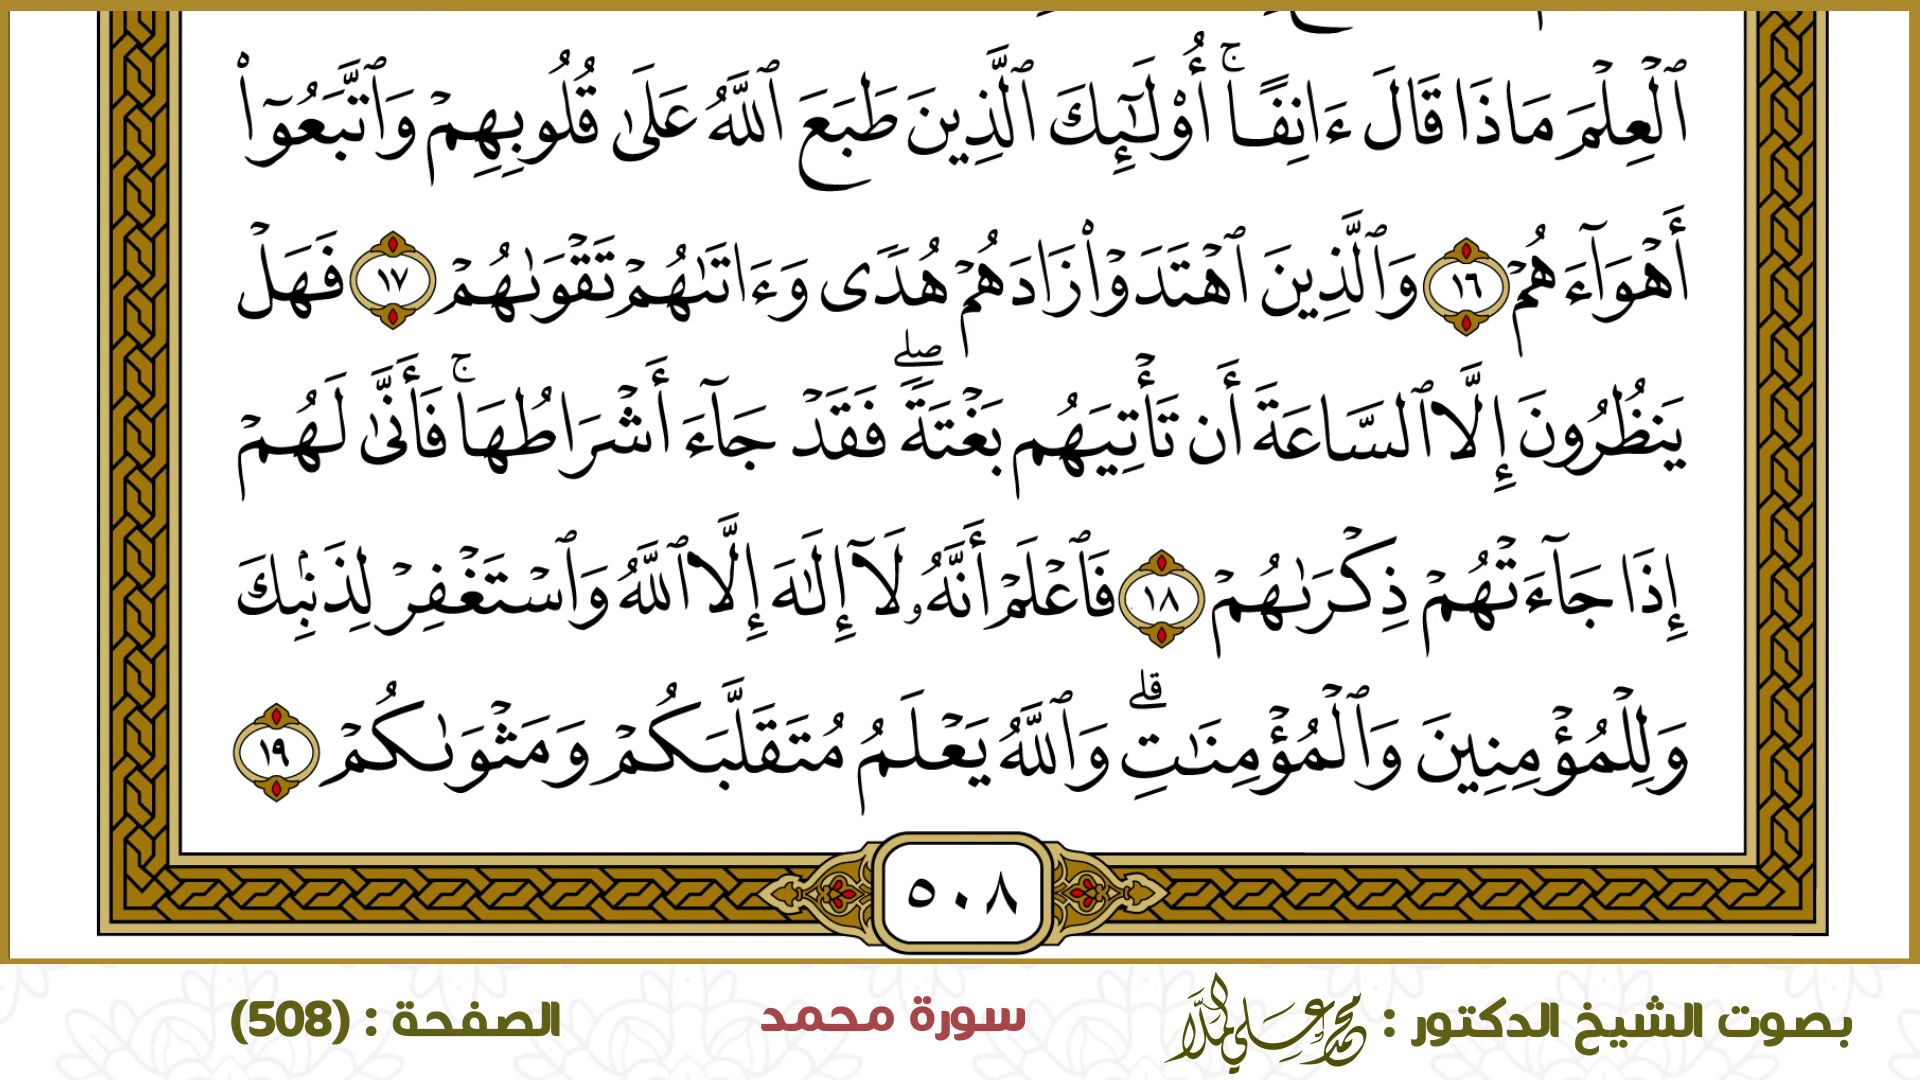 ٱلۡعِلۡمَ مَاذَا قَالَ ءَانِفًاۚ أُوْلَٰٓئِكَ ٱلَّذِينَ طَبَعَ ٱللَّهُ عَلَىٰ قُلُوبِهِمۡ وَٱتَّبَعُوٓاْ
أَهۡوَآءَهُمۡ ١٦ وَٱلَّذِينَ ٱهۡتَدَوۡاْ زَادَهُمۡ هُدٗى وَءَاتَىٰهُمۡ تَقۡوَىٰهُمۡ ١٧ فَهَلۡ
يَنظُرُونَ إِلَّا ٱلسَّاعَةَ أَن تَأۡتِيَهُم بَغۡتَةٗۖ فَقَدۡ جَآءَ أَشۡرَاطُهَاۚ فَأَنَّىٰ لَهُمۡ
إِذَا جَآءَتۡهُمۡ ذِكۡرَىٰهُمۡ ١٨ فَٱعۡلَمۡ أَنَّهُۥ لَآ إِلَٰهَ إِلَّا ٱللَّهُ وَٱسۡتَغۡفِرۡ لِذَنۢبِكَ
وَلِلۡمُؤۡمِنِينَ وَٱلۡمُؤۡمِنَٰتِۗ وَٱللَّهُ يَعۡلَمُ مُتَقَلَّبَكُمۡ وَمَثۡوَىٰكُمۡ ١٩
٥٠٨
بصوت الشيخ الدكتور : محمد علي الملا سورة محمد الصفحة : (508)